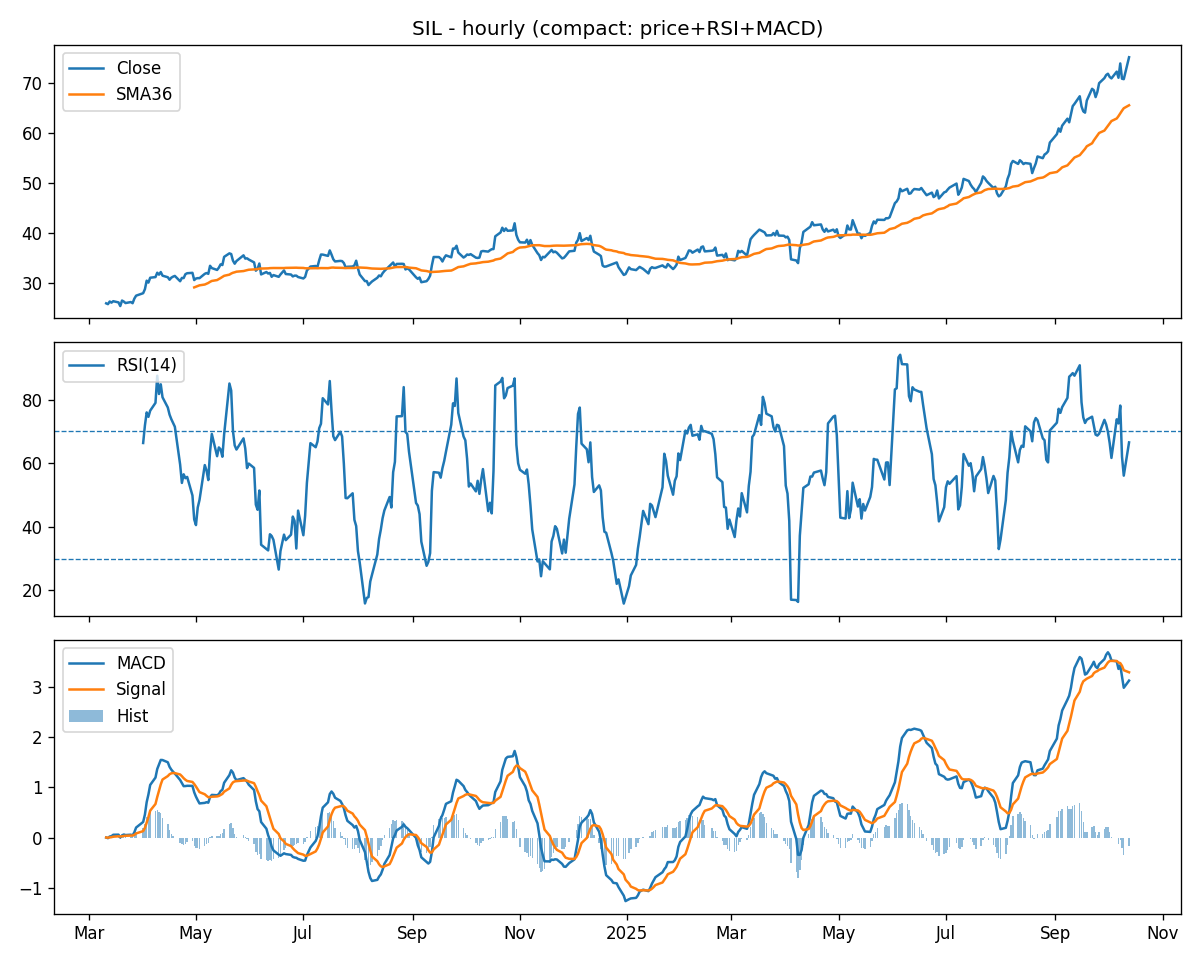 SIL - hourly (compact: price+RSI+MACD)
Close
SMA36
70
60
50
40
30
RSI(14)
80
60
40
20
MACD
Signal
Hist
3
2
1
0
−1
Mar May Jul Sep Nov 2025 Mar May Jul Sep Nov